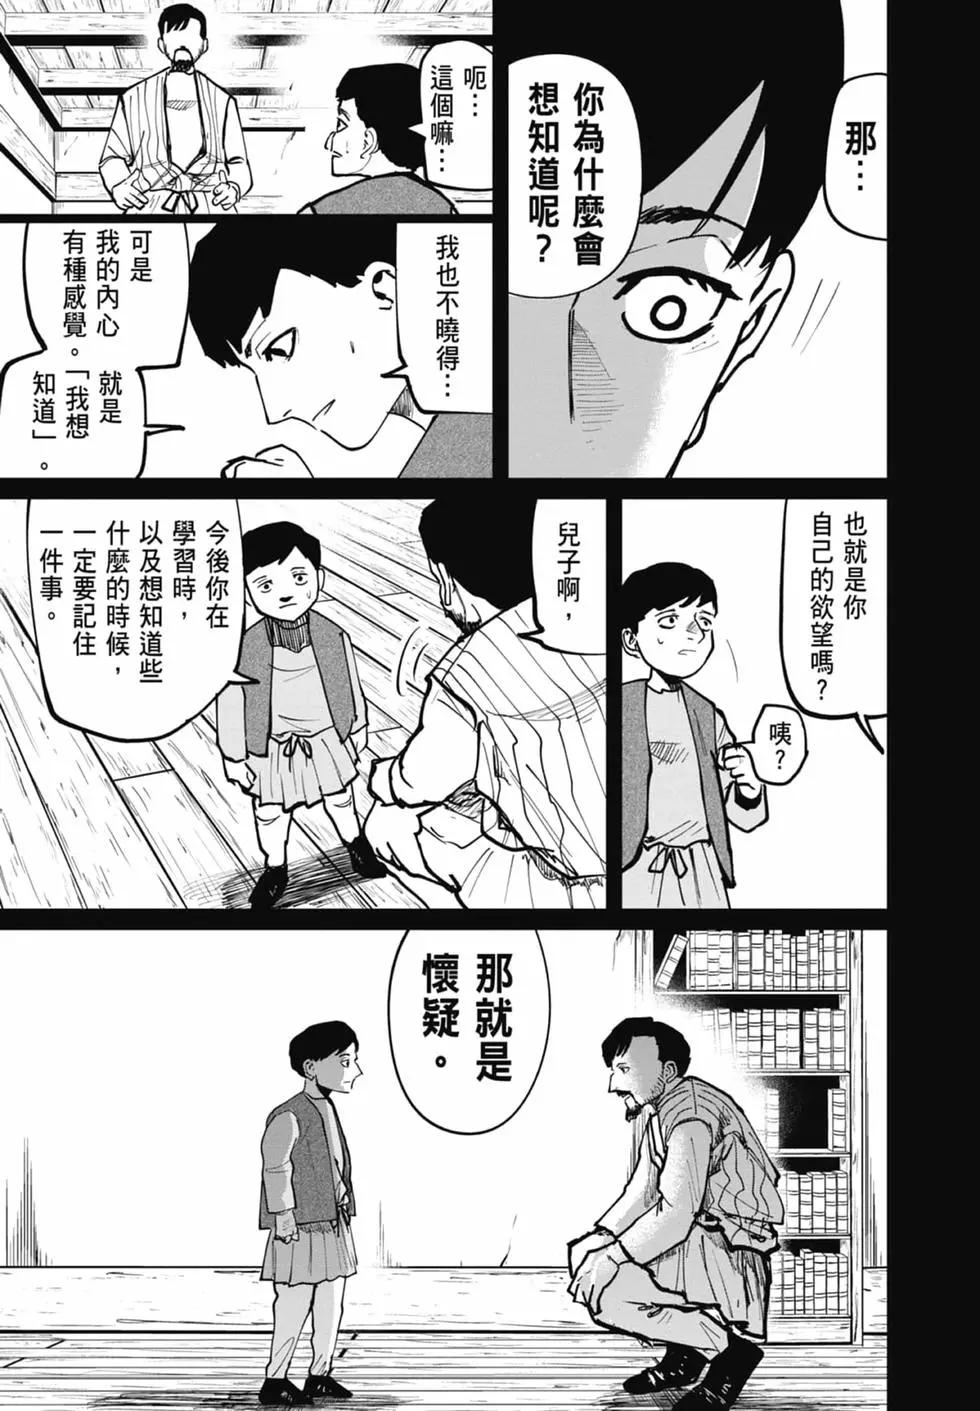 那…
你為什麼會
想知道呢？
呃…
這個嘛…
我也不曉得…
可是
我的內心　就是
有種感覺。「我想
知道」。
也就是你
自己的欲望嗎？
咦？
兒子啊，
今後你在
學習時，
以及想知道些
什麼的時候，
一定要記住
一件事。
那就是
懷疑。